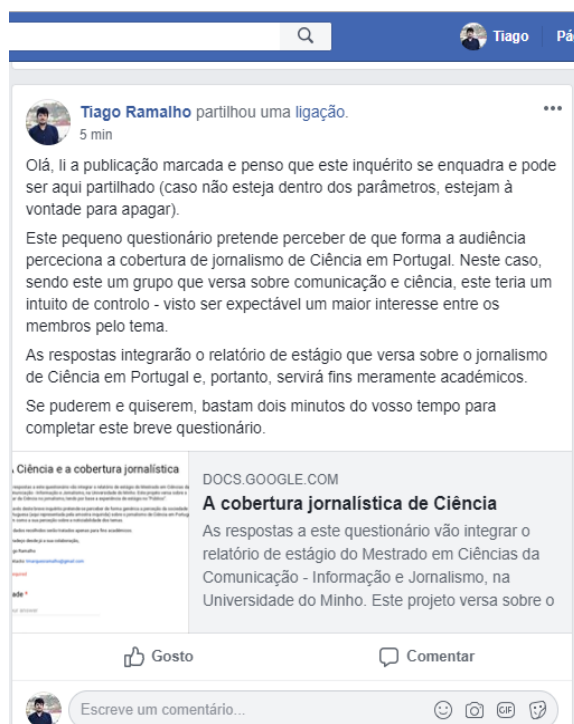 Tiago
Pá
Tiago Ramalho partilhou uma ligação.
5 min
Olá, li a publicação marcada e penso que este inquérito se enquadra e pode
ser aqui partilhado (caso não esteja dentro dos parâmetros, estejam à
vontade para apagar).
Este pequeno questionário pretende perceber de que forma a audiência
perceciona a cobertura de jornalismo de Ciência em Portugal. Neste caso,
sendo este um grupo que versa sobre comunicação e ciência, este teria um
intuito de controlo - visto ser expectável um maior interesse entre os
membros pelo tema.
As respostas integrarão o relatório de estágio que versa sobre o jornalismo
de Ciência em Portugal e, portanto, servirá fins meramente académicos.
Se puderem e quiserem, bastam dois minutos do vosso tempo para
completar este breve questionário.
Ciência e a cobertura jornalística
DOCS.GOOGLE.COM
A cobertura jornalística de Ciência
As respostas a este questionário vão integrar o
relatório de estágio do Mestrado em Ciências da
Comunicação - Informação e Jornalismo, na
Universidade do Minho. Este projeto versa sobre o
Gosto
Comentar
Escreve um comentário...
GIF